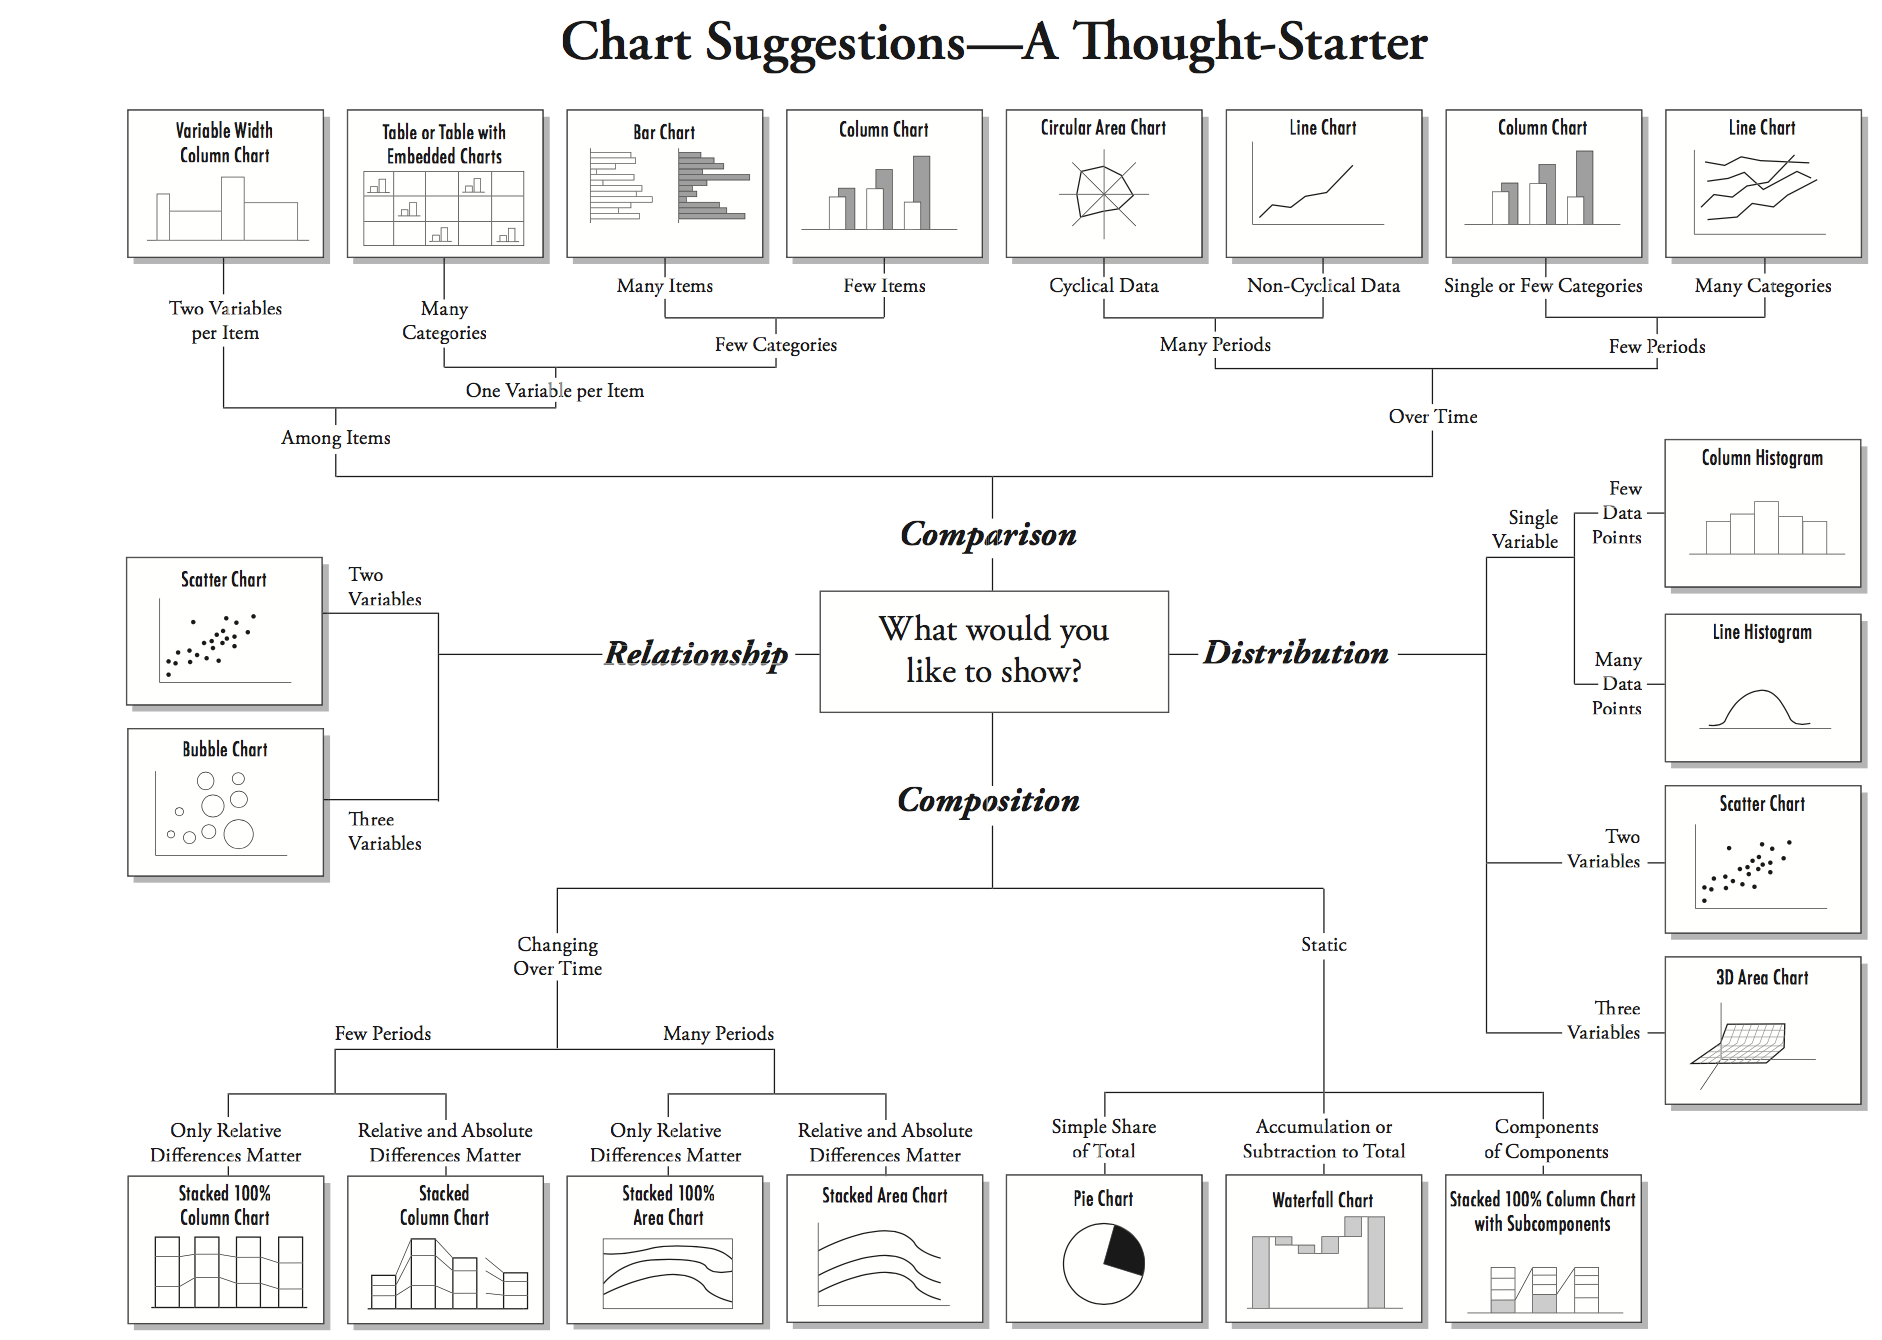 Chart Suggestions—A Thought-Starter
Variable Width
Column Chart
Table or Table with
Embedded Charts
Bar Chart
Column Chart
Circular Area Chart
Line Chart
Column Chart
Line Chart
Two Variables
per Item
Many
Categories
Many Items
Few Items
Cyclical Data
Non-Cyclical Data
Single or Few Categories
Many Categories
Few Categories
Many Periods
Few Periods
One Variable per Item
Among Items
Over Time
Comparison
What would you
like to show?
Relationship
Distribution
Composition
Two
Variables
Scatter Chart
Bubble Chart
Three
Variables
Single
Variable
Few
Data
Points
Column Histogram
Many
Data
Points
Line Histogram
Two
Variables
Scatter Chart
Three
Variables
3D Area Chart
Changing
Over Time
Static
Few Periods
Many Periods
Only Relative
Differences Matter
Relative and Absolute
Differences Matter
Only Relative
Differences Matter
Relative and Absolute
Differences Matter
Simple Share
of Total
Accumulation or
Subtraction to Total
Components
of Components
Stacked 100%
Column Chart
Stacked
Column Chart
Stacked 100%
Area Chart
Stacked Area Chart
Pie Chart
Waterfall Chart
Stacked 100% Column Chart
with Subcomponents